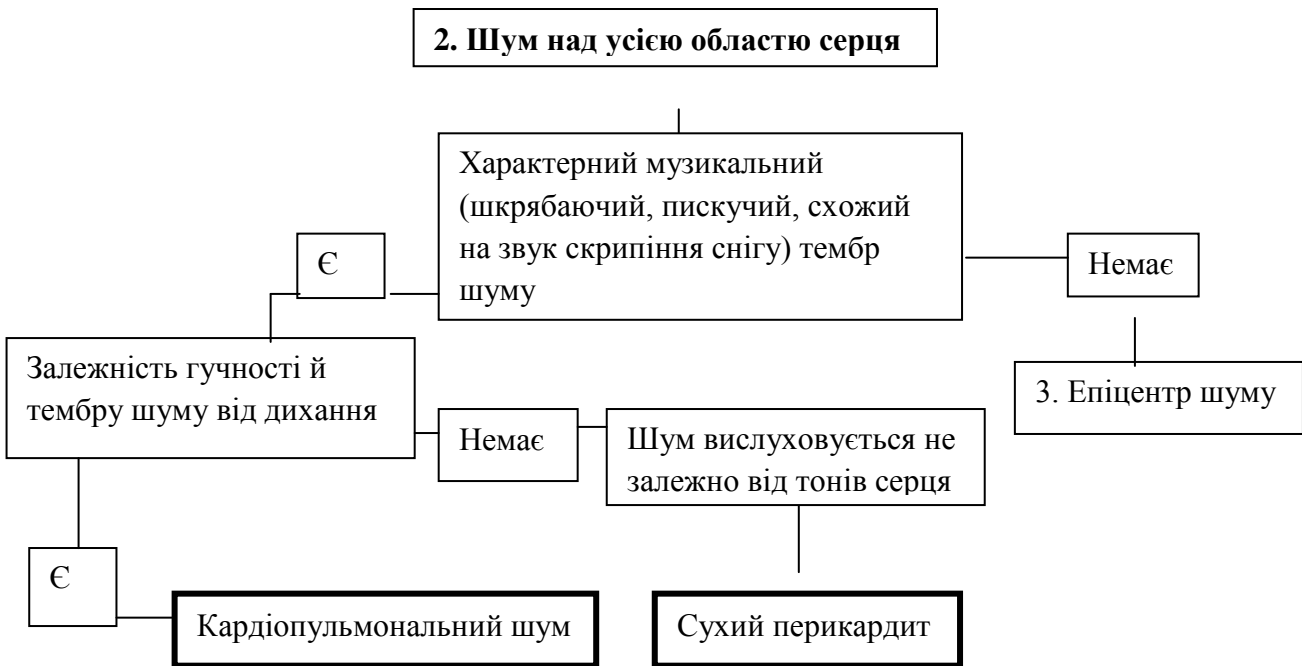 2. Шум над усією областю серця
Характерний музикальний
(шкрябаючий, пискучий, схожий
на звук скрипіння снігу) тембр
шуму
Є
Немає
Залежність гучності й
тембру шуму від дихання
3. Епіцентр шуму
Немає
Шум вислуховується не
залежно від тонів серця
Є
Кардіопульмональний шум
Сухий перикардит